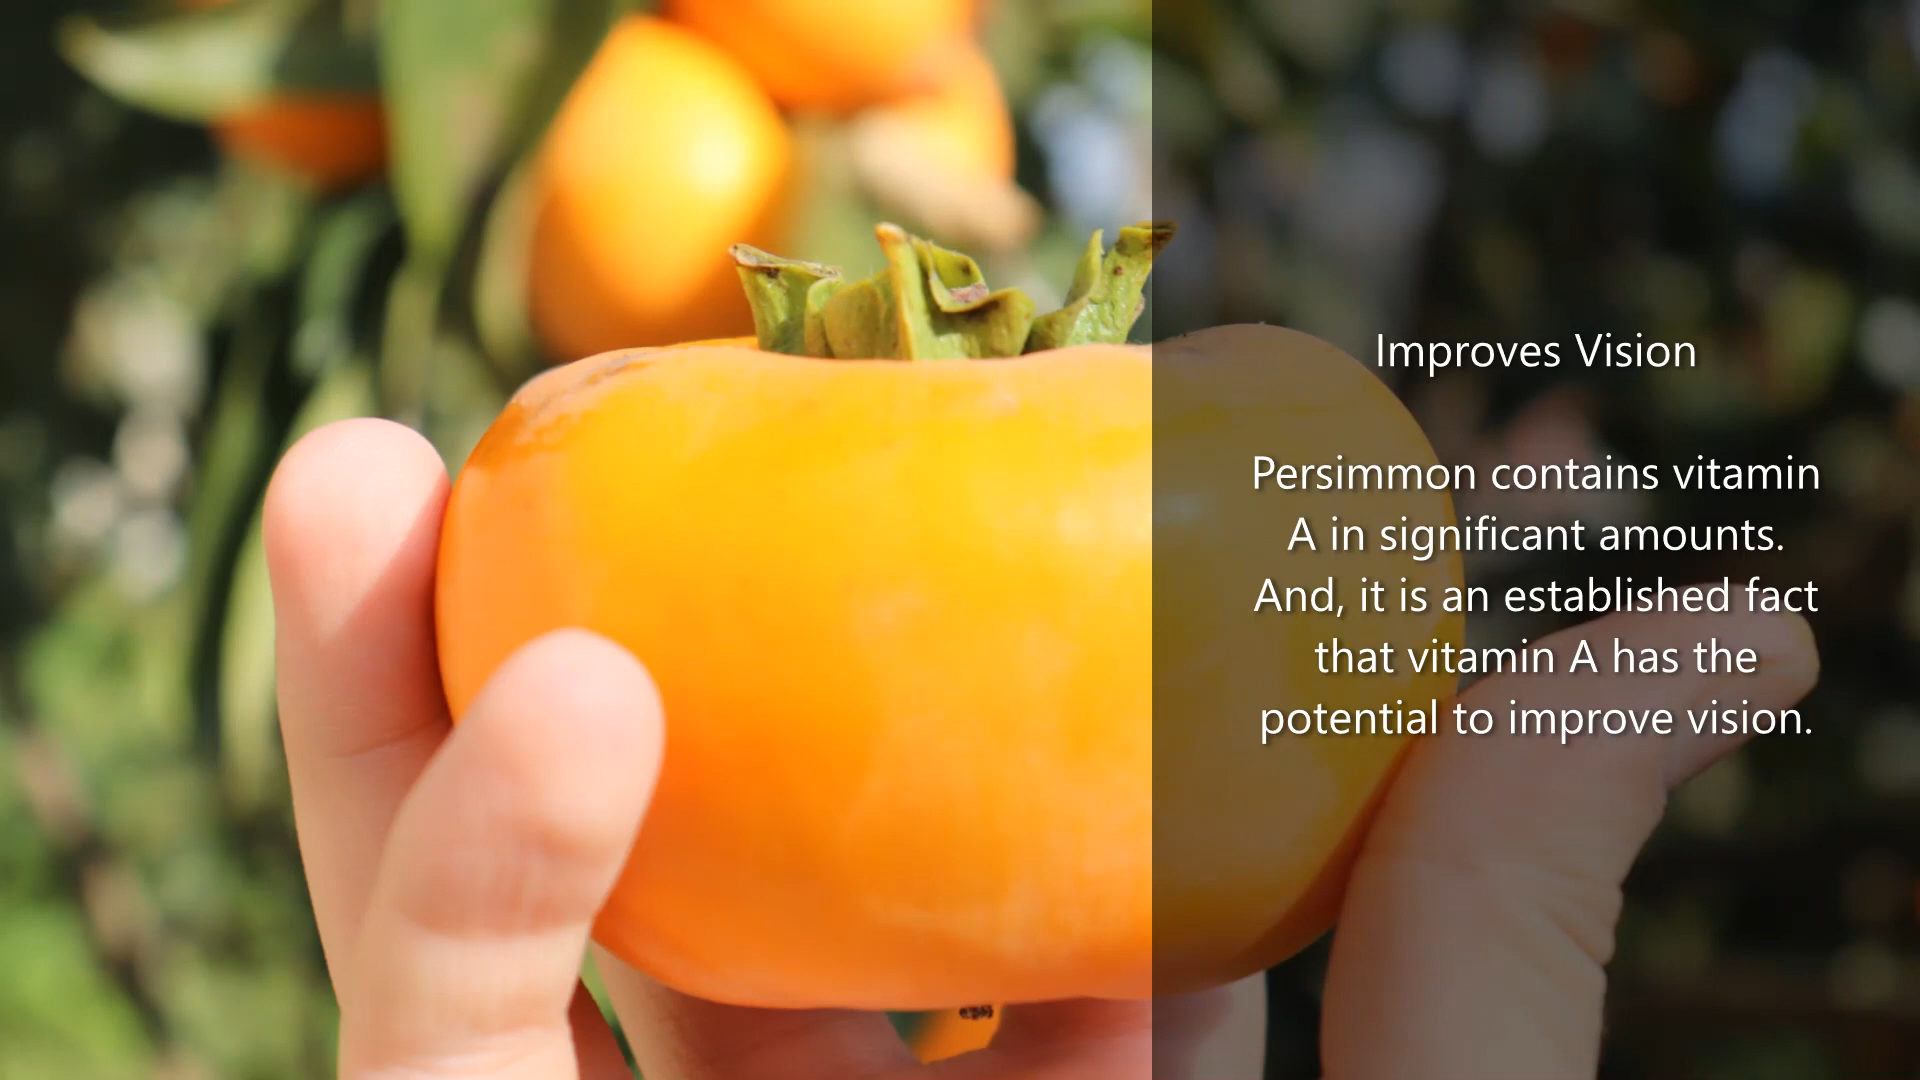 Improves Vision
Persimmon contains vitamin
A in significant amounts.
And, it is an established fact
that vitamin A has the
potential to improve vision.